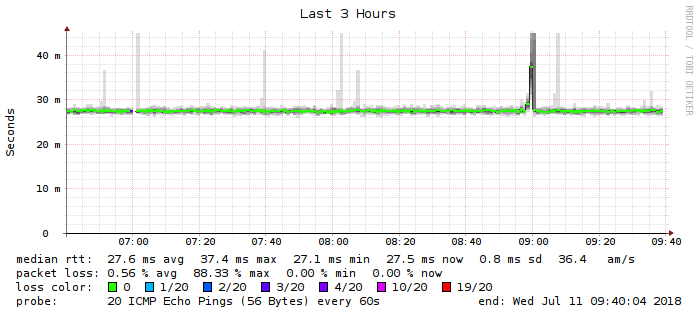 Last 3 Hours
RRDTOOL / TOBI OETIKER
Seconds
40 m
30 m
20 m
10 m
0
07:00 07:20 07:40 08:00 08:20 08:40 09:00 09:20 09:40
median rtt: 27.6 ms avg 37.4 ms max 27.1 ms min 27.5 ms now 0.8 ms sd 36.4 am/s
packet loss: 0.56 % avg 88.33 % max 0.00 % min 0.00 % now
loss color: 0 1/20 2/20 3/20 4/20 10/20 19/20
probe: 20 ICMP Echo Pings (56 Bytes) every 60s end: Wed Jul 11 09:40:04 2018